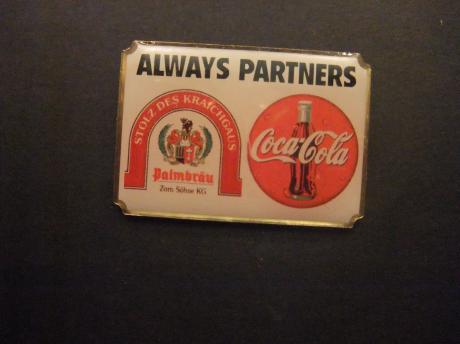 ALWAYS PARTNERS
STOLZ DES KRAICHGAUS
Palmbräu
Zorn Söhne KG
Coca-Cola